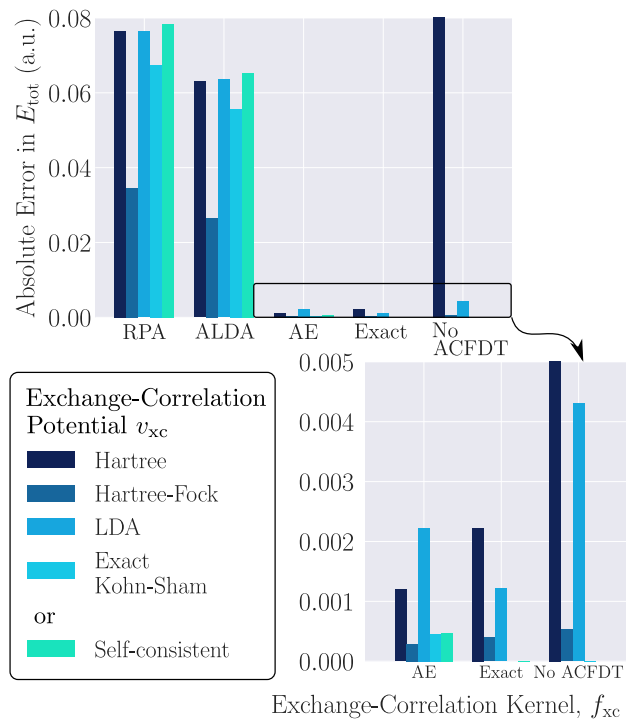 Absolute Error in E_tot (a.u.)
0.08
0.06
0.04
0.02
0.00
RPA
ALDA
AE
Exact
No
ACFDT
Exchange-Correlation
Potential v_xc
Hartree
Hartree-Fock
LDA
Exact
Kohn-Sham
or
Self-consistent
0.005
0.004
0.003
0.002
0.001
0.000
AE
Exact
No ACFDT
Exchange-Correlation Kernel, f_xc